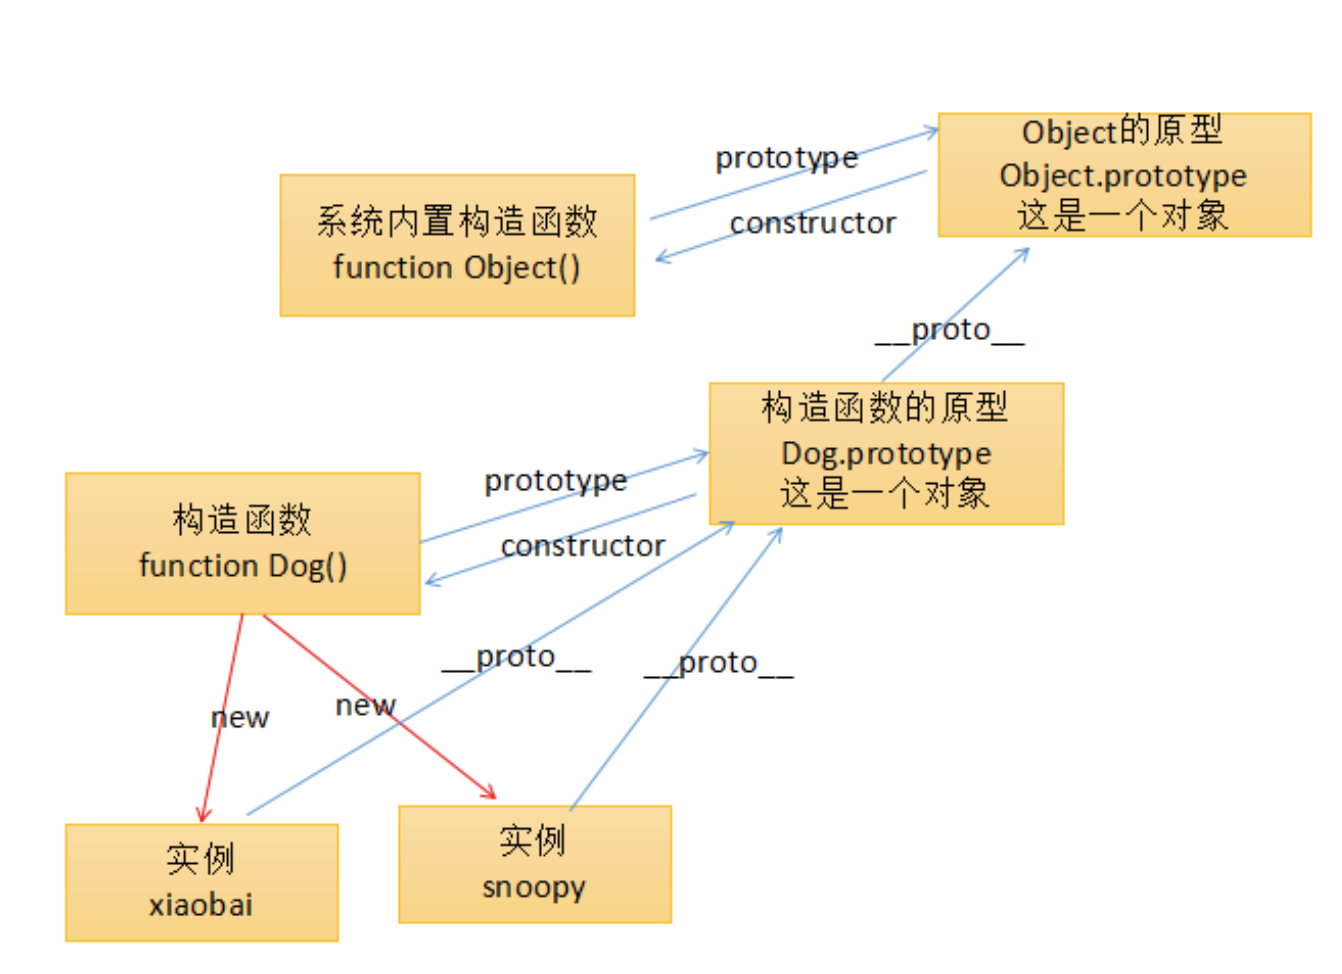 Object的原型
Object.prototype
这是一个对象
prototype
constructor
系统内置构造函数
function Object()
__proto__
构造函数的原型
Dog.prototype
这是一个对象
prototype
constructor
构造函数
function Dog()
__proto__
__proto__
new
new
实例
xiaobai
实例
snoopy